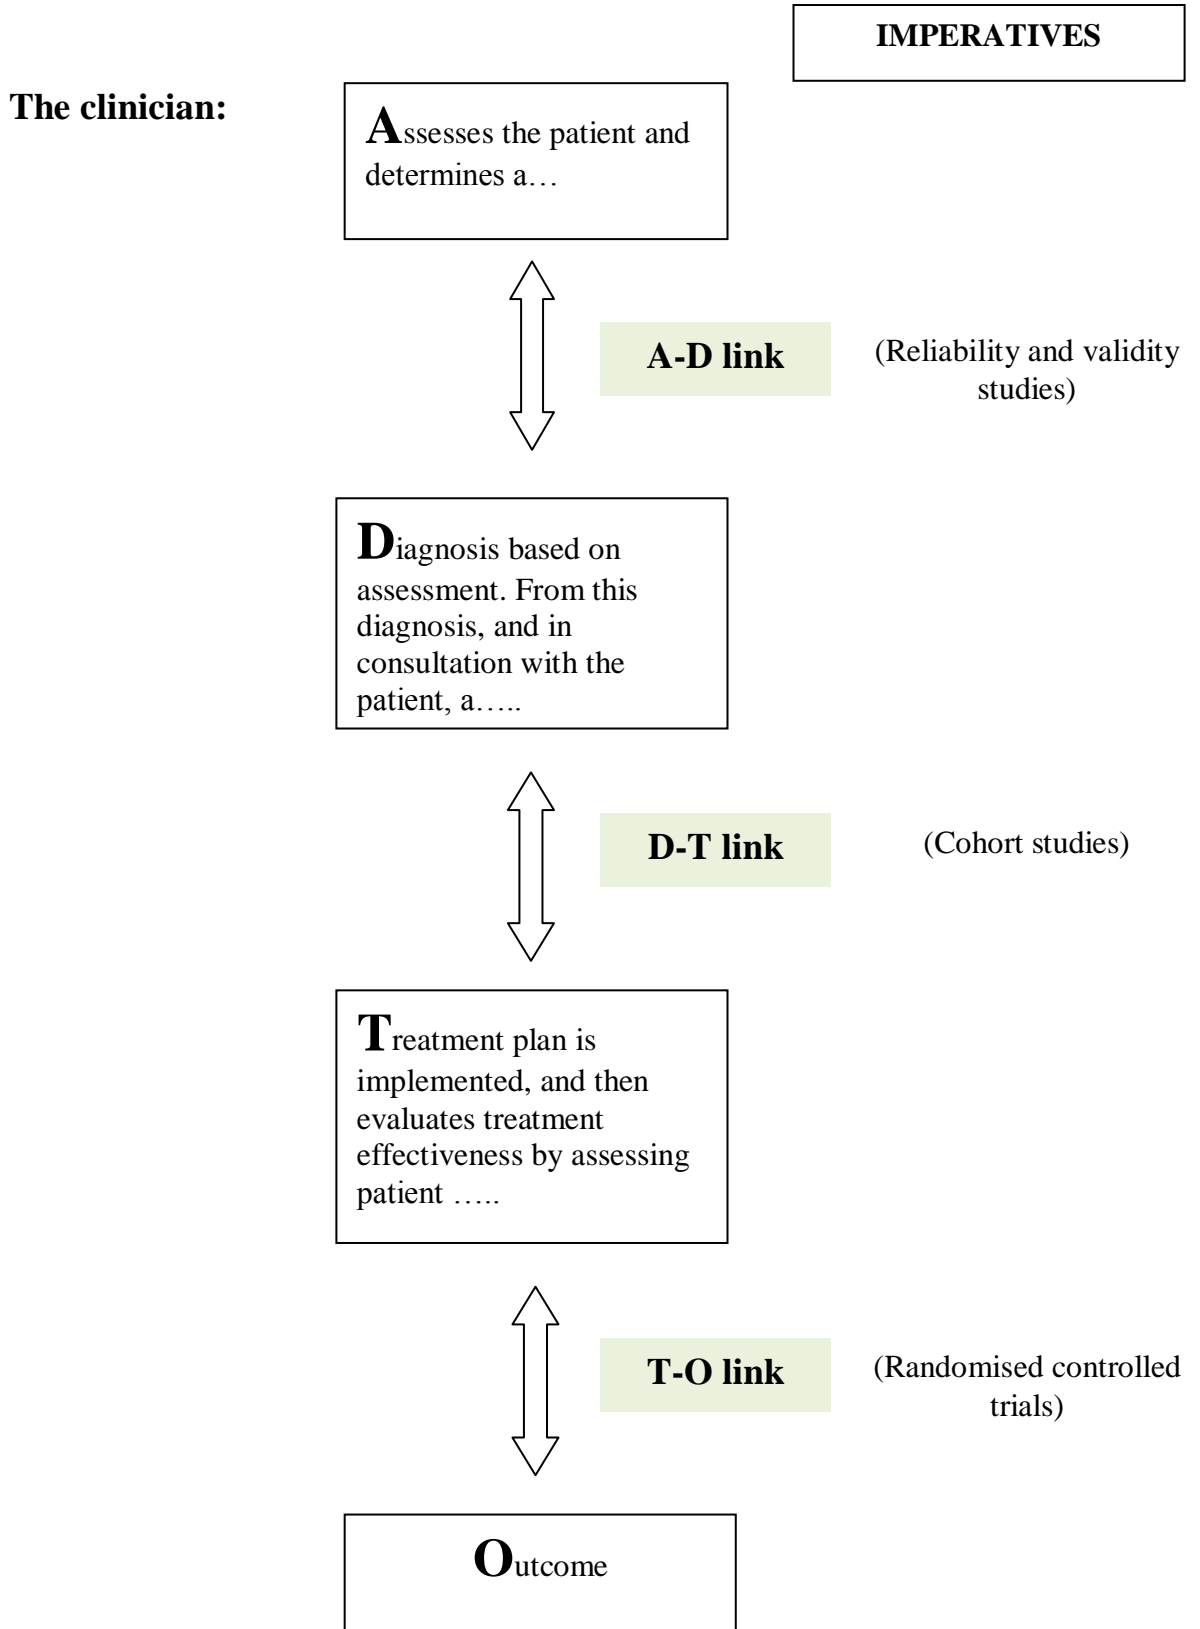 IMPERATIVES
The clinician:
Assesses the patient and
determines a…
A-D link
(Reliability and validity
studies)
Diagnosis based on
assessment. From this
diagnosis, and in
consultation with the
patient, a…..
D-T link
(Cohort studies)
Treatment plan is
implemented, and then
evaluates treatment
effectiveness by assessing
patient …..
T-O link
(Randomised controlled
trials)
Outcome